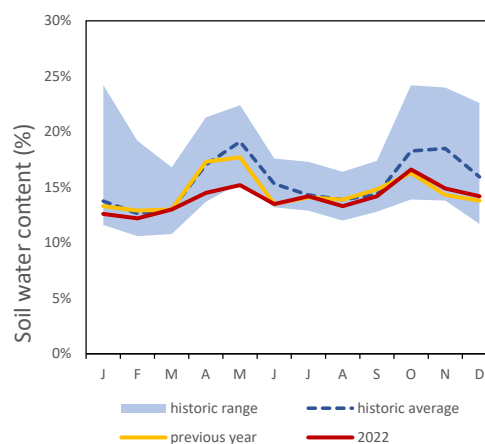 30%
25%
20%
15%
10%
5%
0%
Soil water content (%)
J F M A M J J A S O N D
historic range historic average
previous year 2022